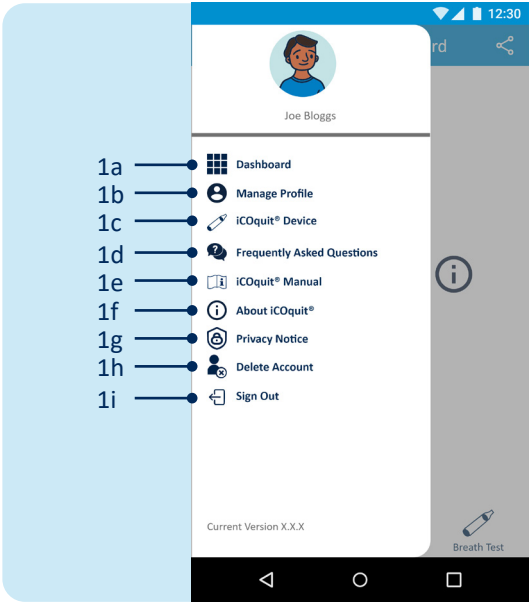 12:30
rd
Joe Bloggs
1a Dashboard
1b Manage Profile
1c iCOquit® Device
1d Frequently Asked Questions
1e iCOquit® Manual
1f About iCOquit®
1g Privacy Notice
1h Delete Account
1i Sign Out
Current Version X.X.X
Breath Test